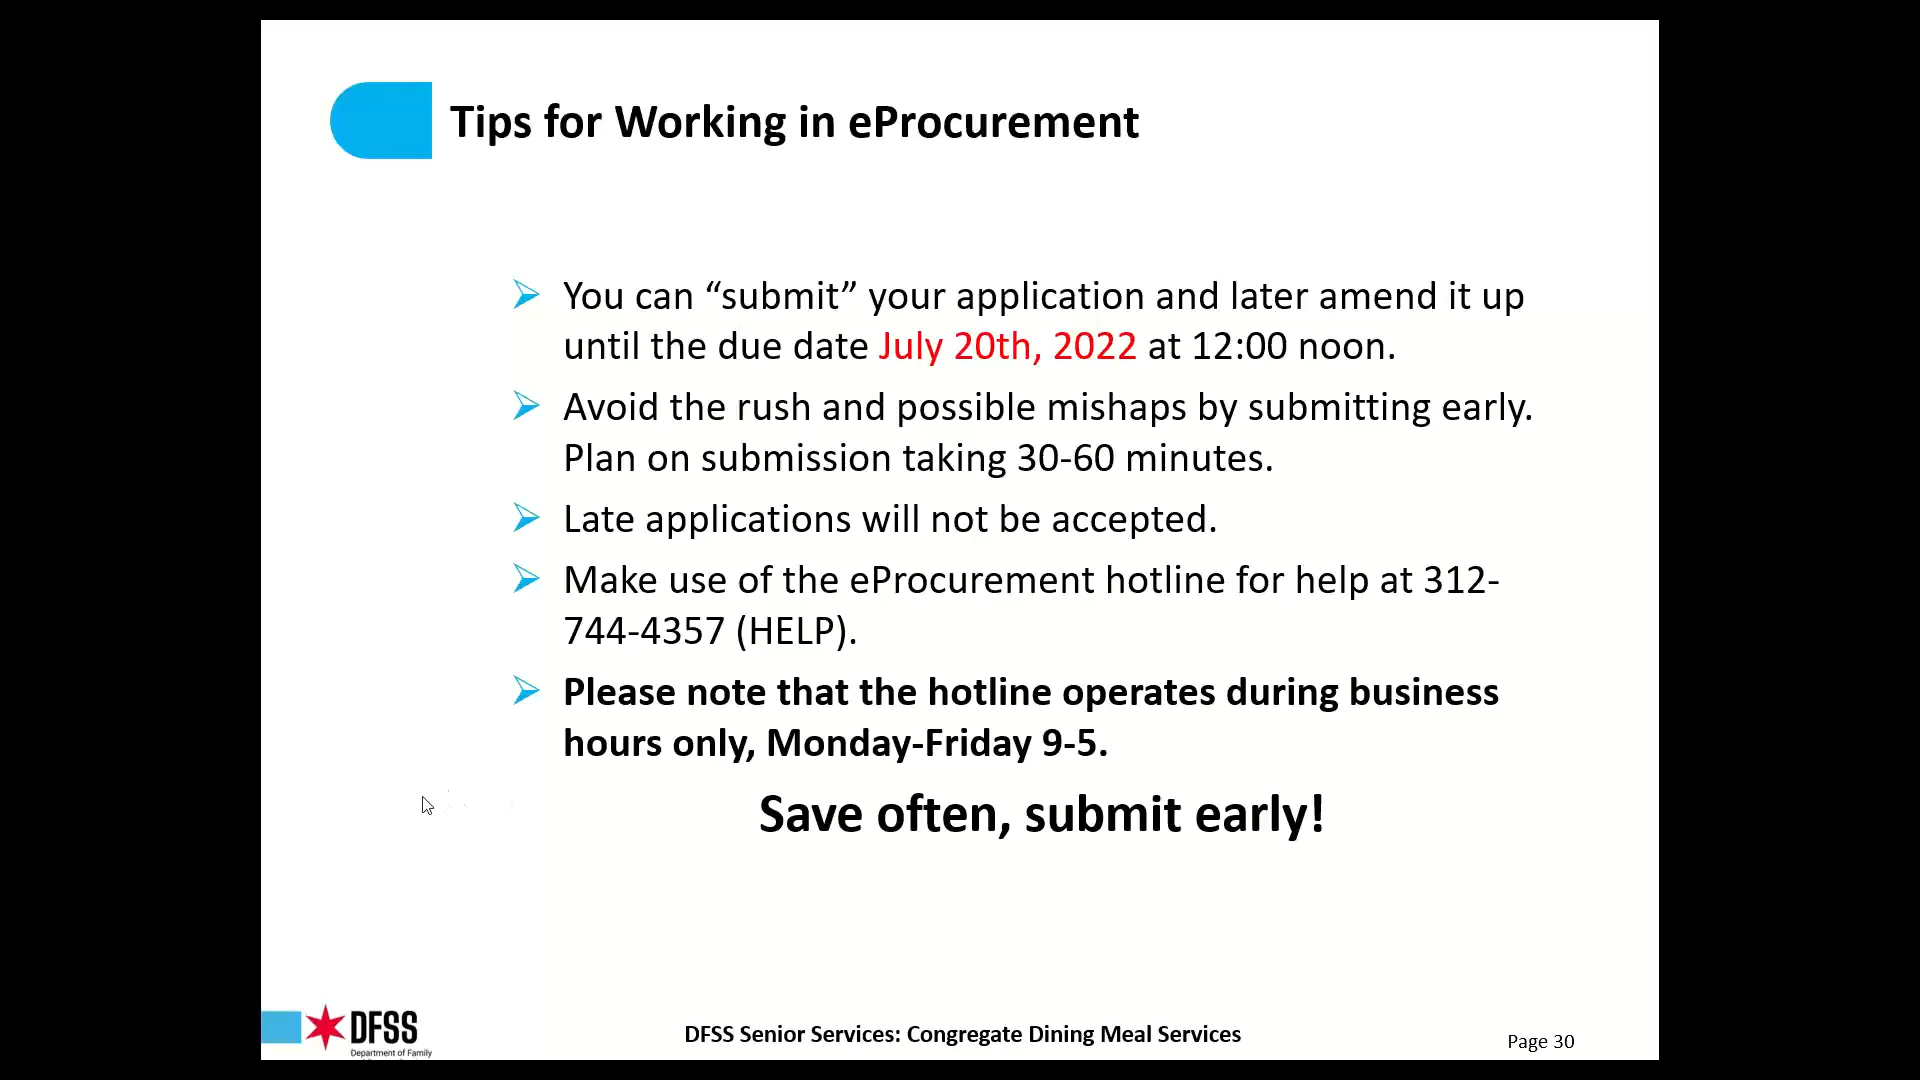 Tips for Working in eProcurement
You can “submit” your application and later amend it up
until the due date July 20th, 2022 at 12:00 noon.
Avoid the rush and possible mishaps by submitting early.
Plan on submission taking 30-60 minutes.
Late applications will not be accepted.
Make use of the eProcurement hotline for help at 312-
744-4357 (HELP).
Please note that the hotline operates during business
hours only, Monday-Friday 9-5.
Save often, submit early!
DFSS
Department of Family
DFSS Senior Services: Congregate Dining Meal Services
Page 30